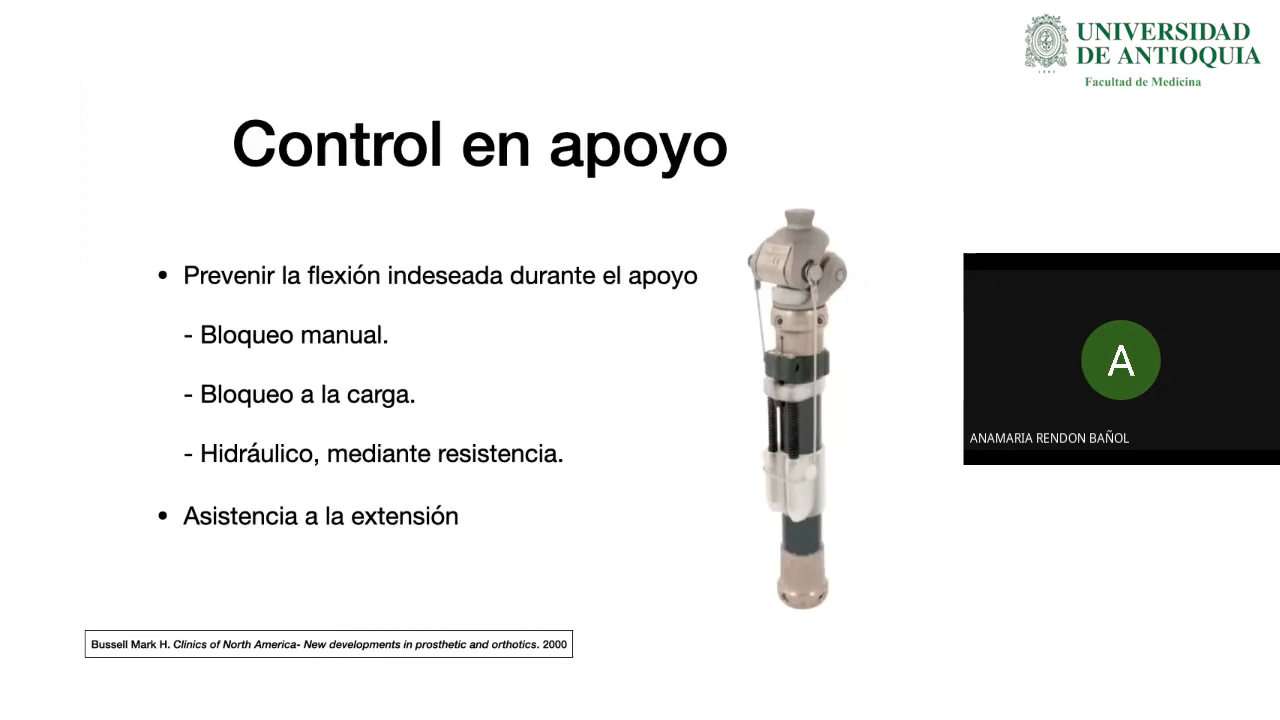 UNIVERSIDAD
DE ANTIOQUIA
1803
Facultad de Medicina
Control en apoyo
• Prevenir la flexión indeseada durante el apoyo
- Bloqueo manual.
- Bloqueo a la carga.
- Hidráulico, mediante resistencia.
• Asistencia a la extensión
A
ANAMARIA RENDON BAÑOL
Bussell Mark H. Clinics of North America- New developments in prosthetic and orthotics. 2000